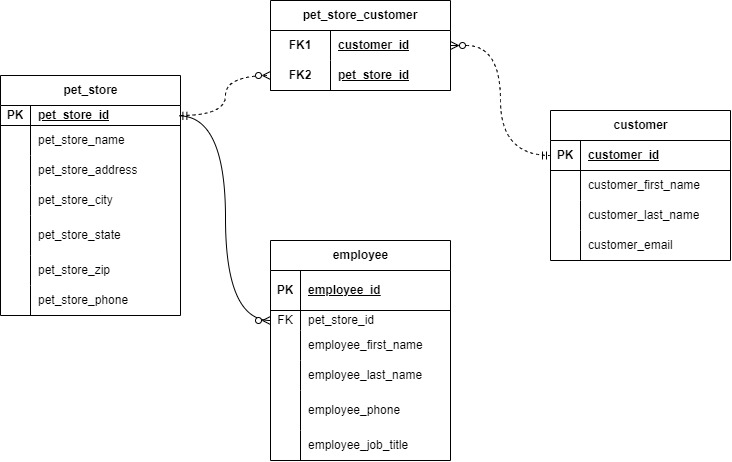 pet_store_customer
FK1 customer_id
FK2 pet_store_id
pet_store
PK pet_store_id
pet_store_name
pet_store_address
pet_store_city
pet_store_state
pet_store_zip
pet_store_phone
customer
PK customer_id
customer_first_name
customer_last_name
customer_email
employee
PK employee_id
FK pet_store_id
employee_first_name
employee_last_name
employee_phone
employee_job_title